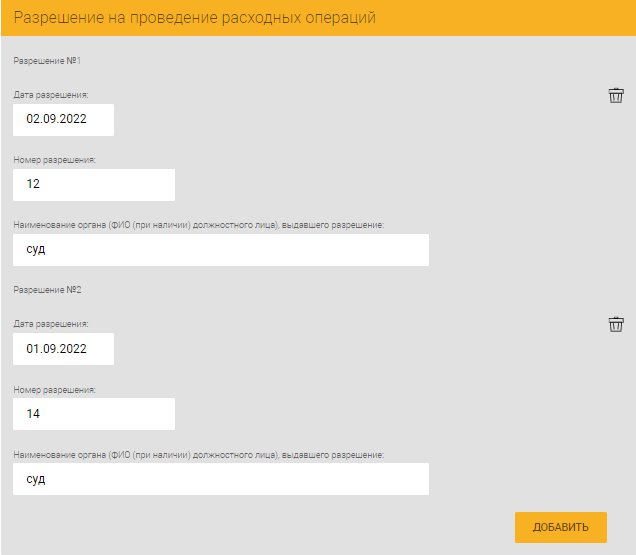 Разрешение на проведение расходных операций
Разрешение №1
Дата разрешения:
02.09.2022
Номер разрешения:
12
Наименование органа (ФИО (при наличии) должностного лица), выдавшего разрешение:
суд
Разрешение №2
Дата разрешения:
01.09.2022
Номер разрешения:
14
Наименование органа (ФИО (при наличии) должностного лица), выдавшего разрешение:
суд
ДОБАВИТЬ